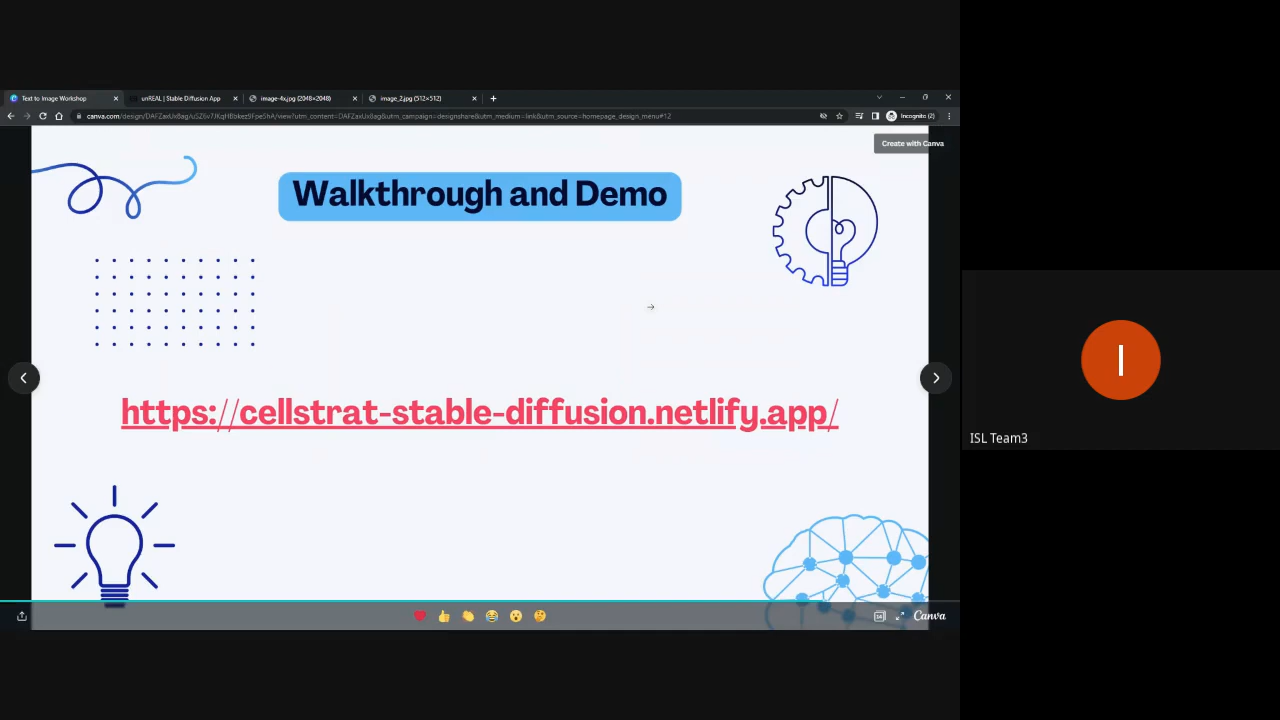 Text to Image Workshop
unREAL | Stable Diffusion App
image-4x.jpg (2048×2048)
image_2.jpg (512×512)
Incognito (2)
Create with Canva
Walkthrough and Demo
https://cellstrat-stable-diffusion.netlify.app/
I
ISL Team3
Canva